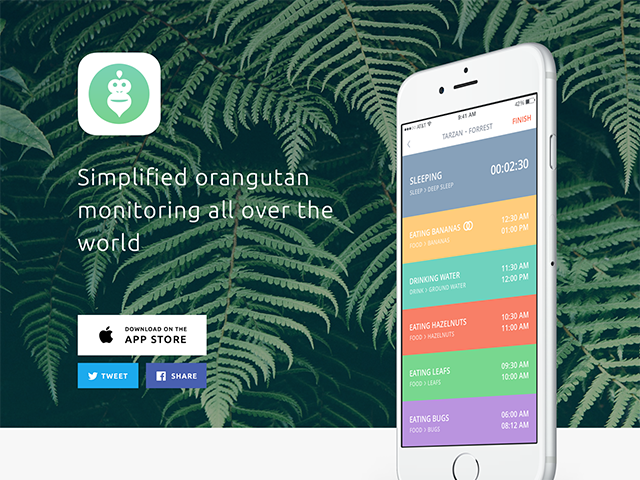 Simplified orangutan
monitoring all over the
world
DOWNLOAD ON THE
APP STORE
TWEET
SHARE
AT&T
9:41 AM
42%
TARZAN - FORREST
FINISH
SLEEPING
SLEEP > DEEP SLEEP
00:02:30
EATING BANANAS
FOOD > BANANAS
12:30 AM
01:00 PM
DRINKING WATER
DRINK > GROUND WATER
11:30 AM
12:00 PM
EATING HAZELNUTS
FOOD > HAZELNUTS
10:30 AM
11:00 AM
EATING LEAFS
FOOD > LEAFS
09:30 AM
10:00 AM
EATING BUGS
FOOD > BUGS
06:00 AM
08:12 AM